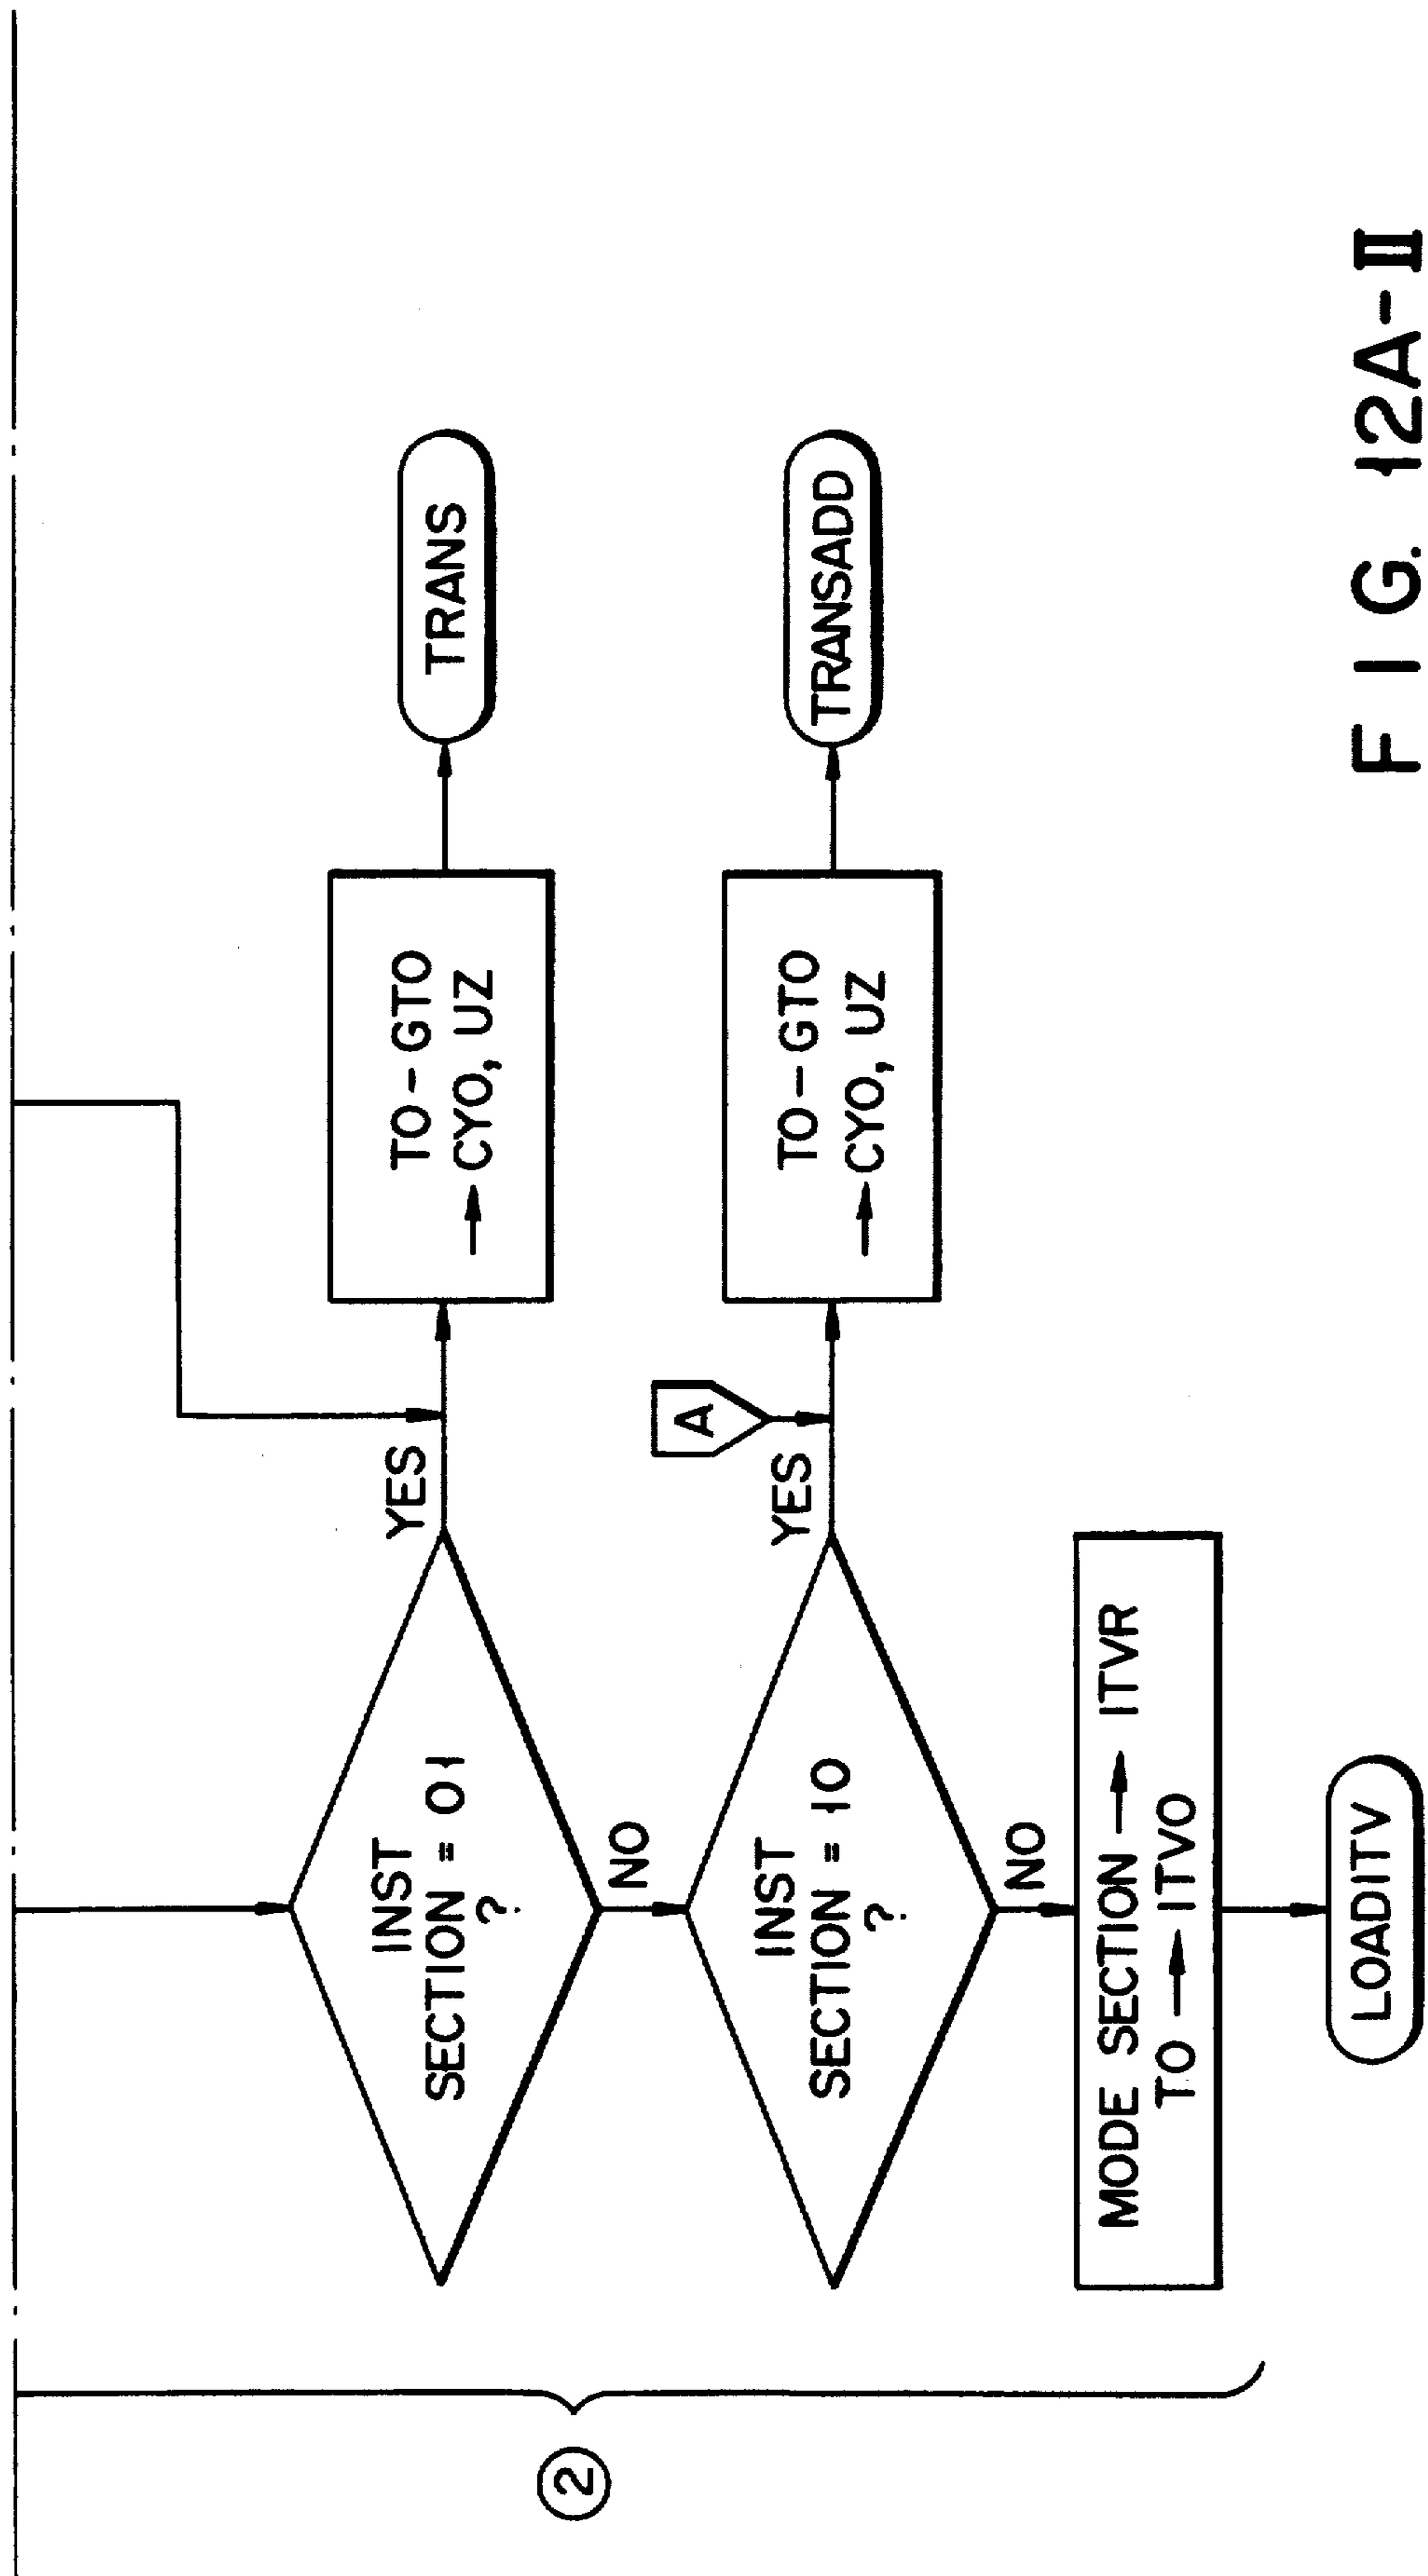 INST
SECTION = 01
?
YES
TO-GTO
→ CYO, UZ
TRANS
NO
INST
SECTION = 10
?
YES
A
TO-GTO
→ CYO, UZ
TRANSADD
NO
MODE SECTION → ITVR
TO → ITVO
LOADITV
2
FIG. 12A-II